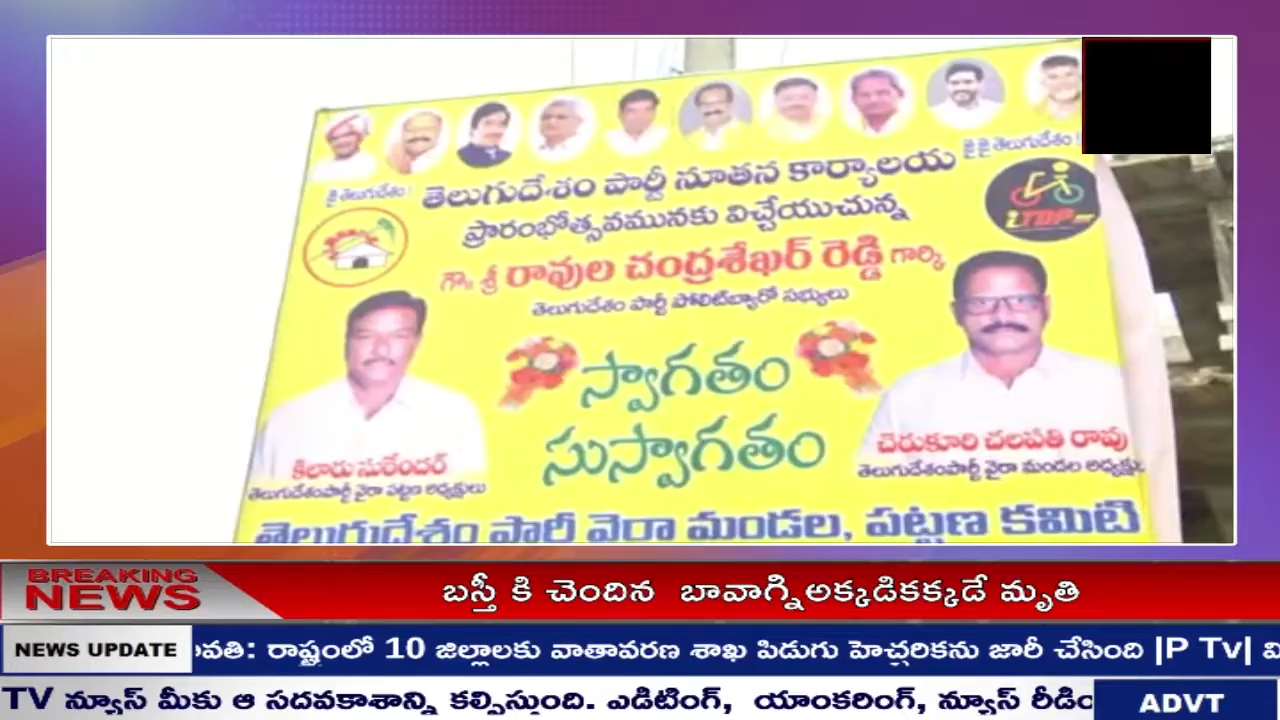 జై తెలుగుదేశం !
జై జై తెలుగుదేశం !
తెలుగుదేశం పార్టీ నూతన కార్యాలయ
ప్రారంభోత్సవమునకు విచ్చేయుచున్న
గౌ॥ శ్రీ రావుల చంద్రశేఖర్ రెడ్డి గార్కి
తెలుగుదేశం పార్టీ పోలిట్‌బ్యూరో సభ్యులు
iTDP
స్వాగతం
సుస్వాగతం
కిలారు సురేందర్
తెలుగుదేశంపార్టీ వైరా పట్టణ అధ్యక్షులు
చెరుకూరి చలపతి రావు
తెలుగుదేశంపార్టీ వైరా మండల అధ్యక్షులు
తెలుగుదేశం పార్టీ వైరా మండల, పట్టణ కమిటి
BREAKING
NEWS
బస్తీ కి చెందిన బావాగ్నిఅక్కడికక్కడే మృతి
NEWS UPDATE
వతి: రాష్ట్రంలో 10 జిల్లాలకు వాతావరణ శాఖ పిడుగు హెచ్చరికను జారీ చేసింది |P Tv| వి
TV న్యూస్ మీకు ఆ సదవకాశాన్ని కల్పిస్తుంది. ఎడిటింగ్, యాంకరింగ్, న్యూస్ రీడిం
ADVT